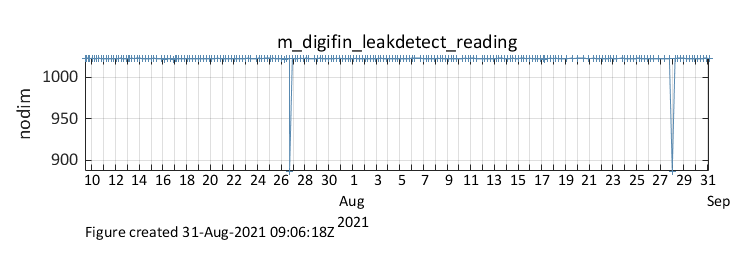 m_digifin_leakdetect_reading
1000
950
900
nodim
10 12 14 16 18 20 22 24 26 28 30 1 3 5 7 9 11 13 15 17 19 21 23 25 27 29 31
Aug Sep
2021
Figure created 31-Aug-2021 09:06:18Z